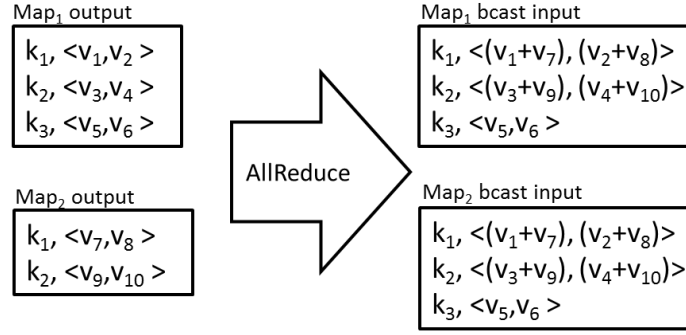 Map₁ output
k₁, <v₁,v₂ >
k₂, <v₃,v₄ >
k₃, <v₅,v₆ >
Map₂ output
k₁, <v₇,v₈ >
k₂, <v₉,v₁₀ >
AllReduce
Map₁ bcast input
k₁, <(v₁+v₇), (v₂+v₈)>
k₂, <(v₃+v₉), (v₄+v₁₀)>
k₃, <v₅,v₆ >
Map₂ bcast input
k₁, <(v₁+v₇), (v₂+v₈)>
k₂, <(v₃+v₉), (v₄+v₁₀)>
k₃, <v₅,v₆ >